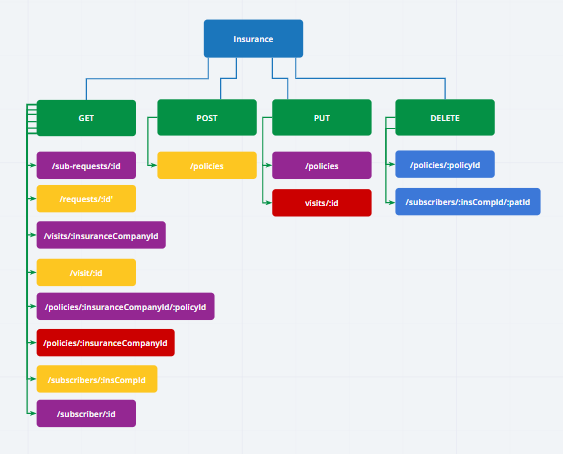 Insurance
GET
POST
PUT
DELETE
/sub-requests/:id
/policies
/policies
/policies/:policyId
/requests/:id'
visits/:id
/subscribers/:insCompId/:patId
/visits/:insuranceCompanyId
/visit/:id
/policies/:insuranceCompanyId/:policyId
/policies/:insuranceCompanyId
/subscribers/:insCompId
/subscriber/:id